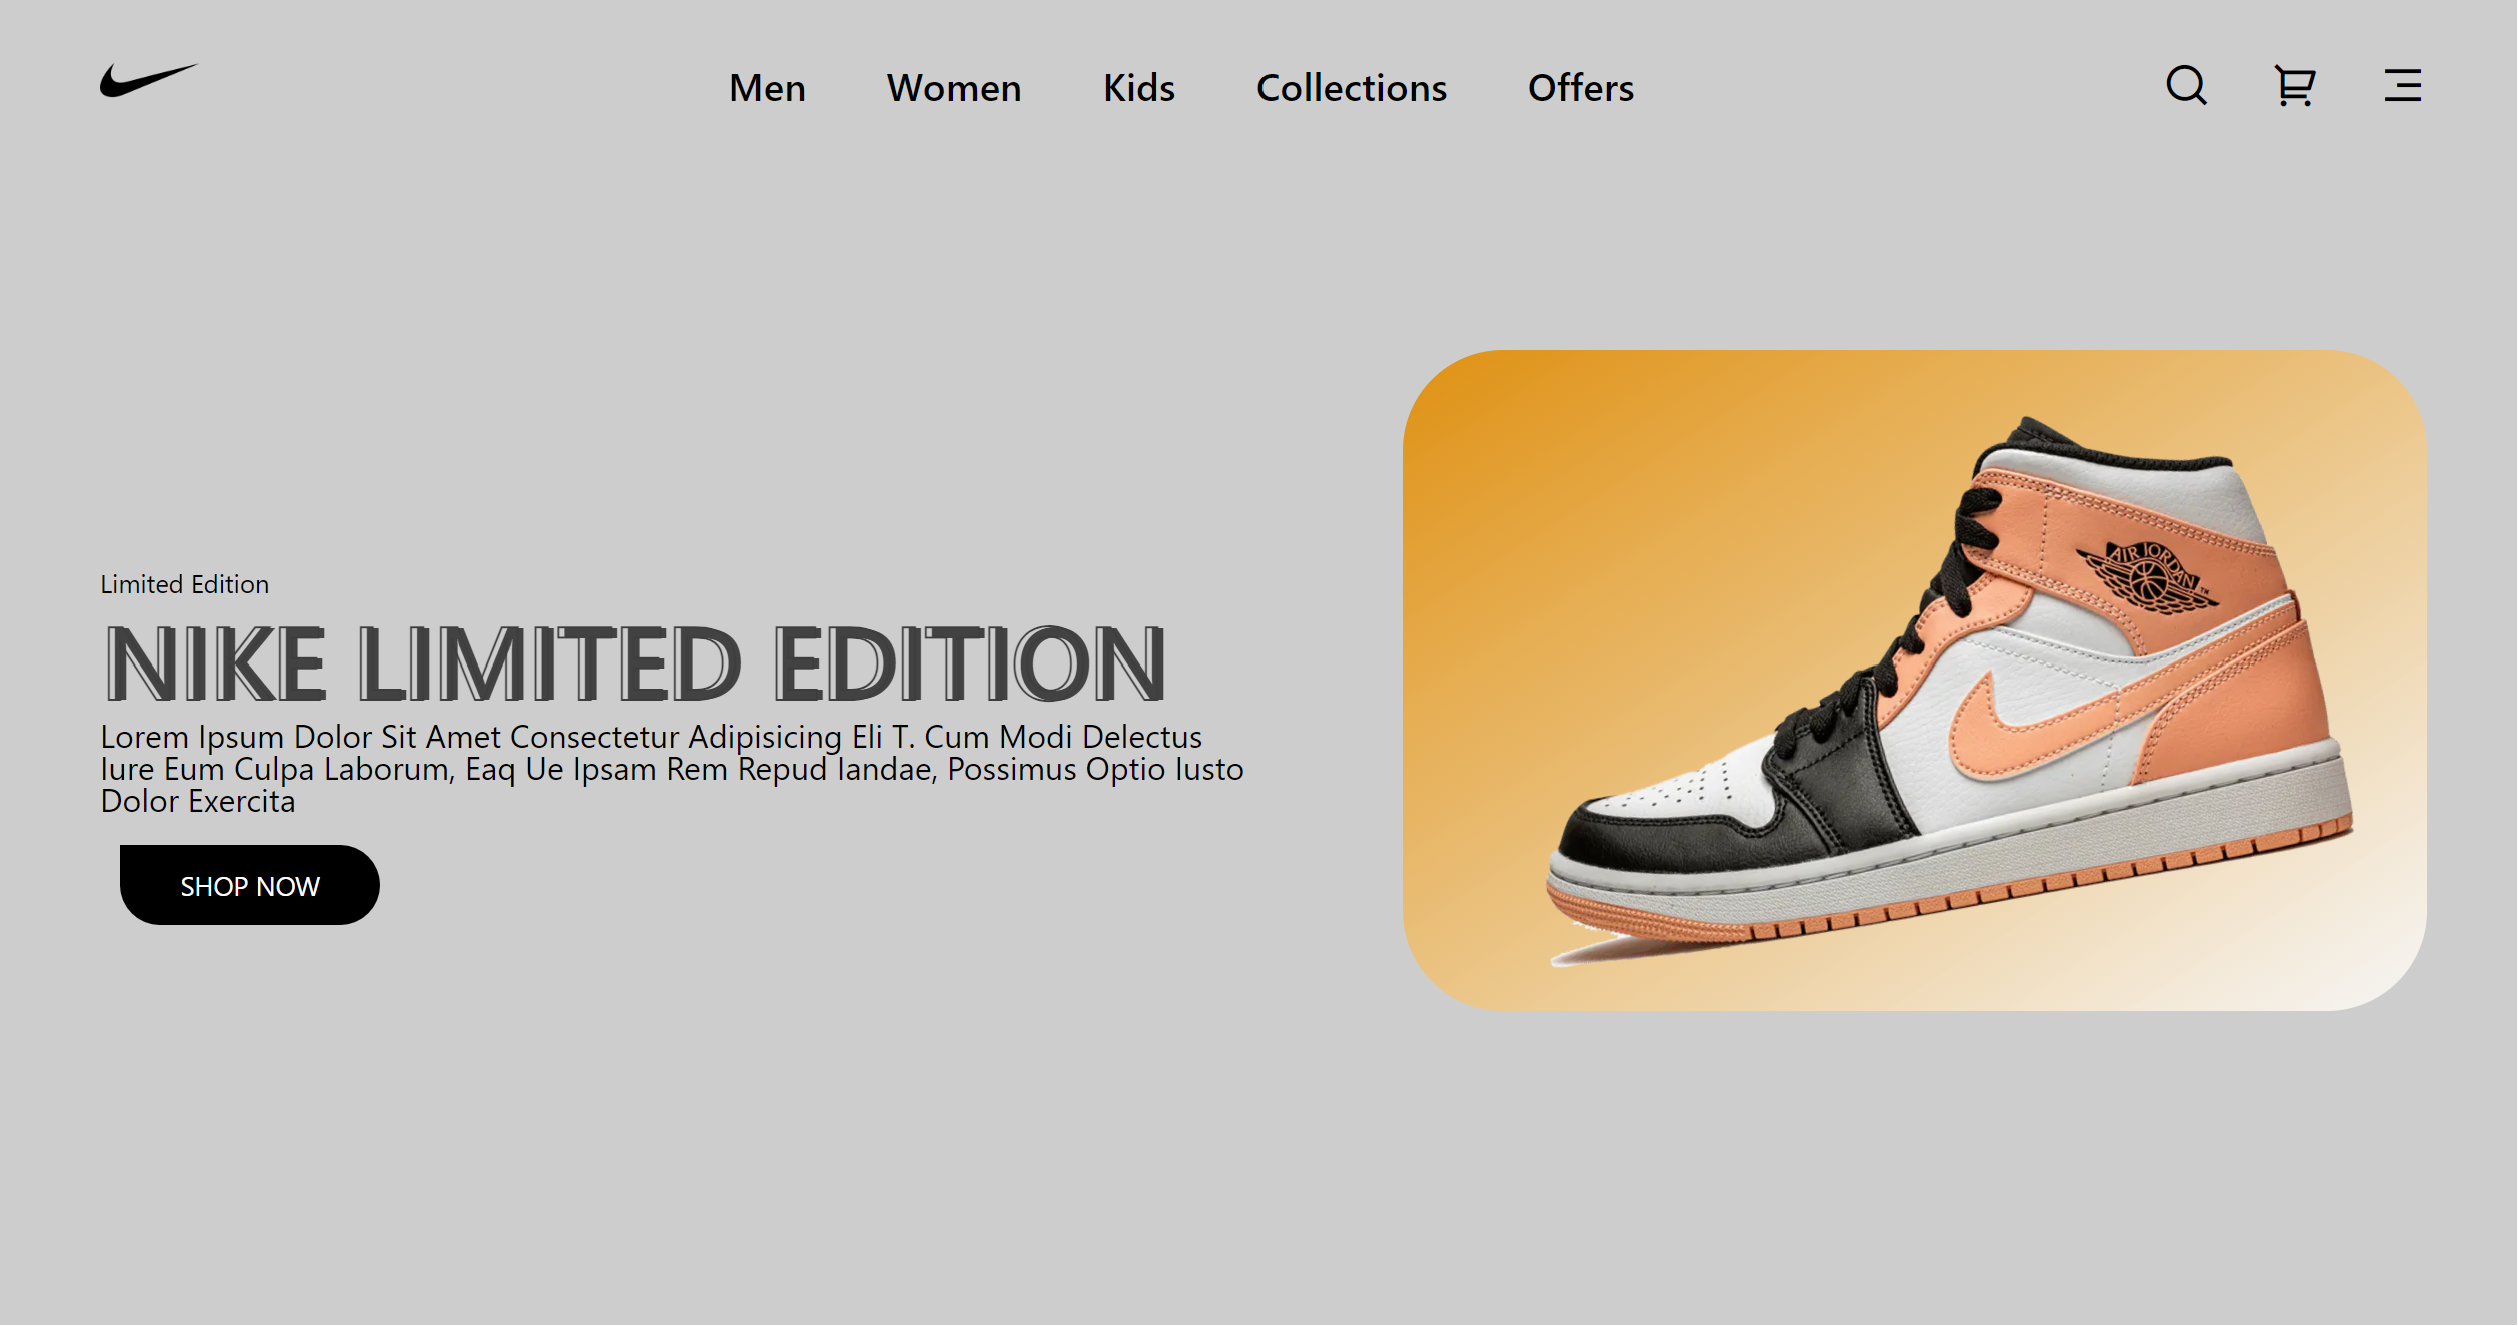 Men Women Kids Collections Offers
Limited Edition
NIKE LIMITED EDITION
Lorem Ipsum Dolor Sit Amet Consectetur Adipisicing Eli T. Cum Modi Delectus
Iure Eum Culpa Laborum, Eaq Ue Ipsam Rem Repud Iandae, Possimus Optio Iusto
Dolor Exercita
SHOP NOW
AIR JORDAN™